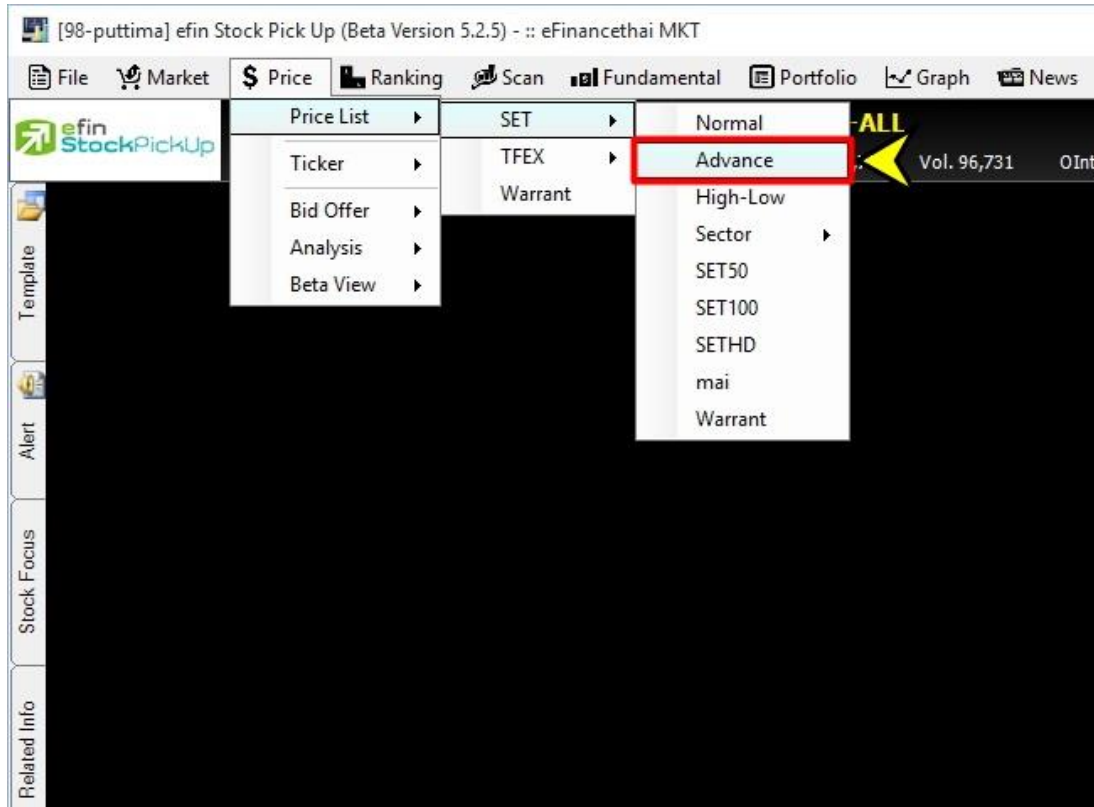 [98-puttima] efin Stock Pick Up (Beta Version 5.2.5) - :: eFinancethai MKT
File Market $ Price Ranking Scan Fundamental Portfolio Graph News
efin
StockPickUp
Price List
Ticker
Bid Offer
Analysis
Beta View
SET
TFEX
Warrant
Normal
Advance
High-Low
Sector
SET50
SET100
SETHD
mai
Warrant
-ALL
Vol. 96,731 OInt
Template
Alert
Stock Focus
Related Info